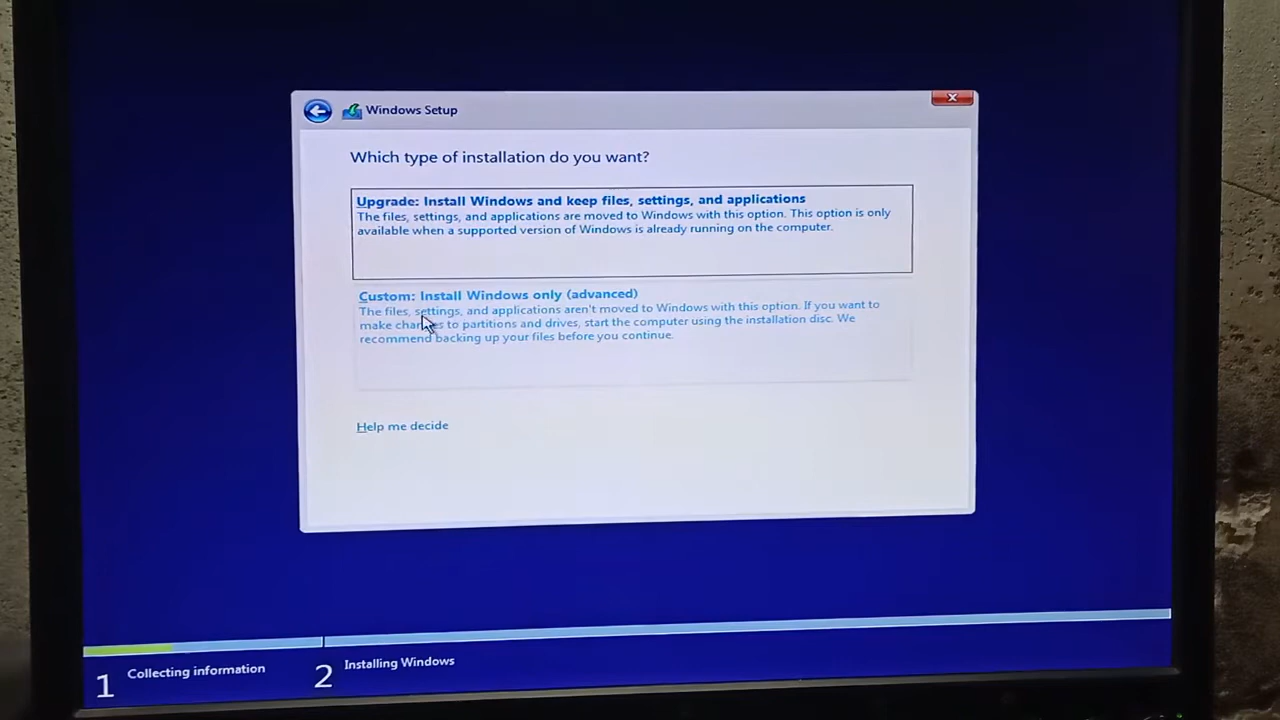 Windows Setup
Which type of installation do you want?
Upgrade: Install Windows and keep files, settings, and applications
The files, settings, and applications are moved to Windows with this option. This option is only
available when a supported version of Windows is already running on the computer.
Custom: Install Windows only (advanced)
The files, settings, and applications aren't moved to Windows with this option. If you want to
make changes to partitions and drives, start the computer using the installation disc. We
recommend backing up your files before you continue.
Help me decide
1 Collecting information
2 Installing Windows